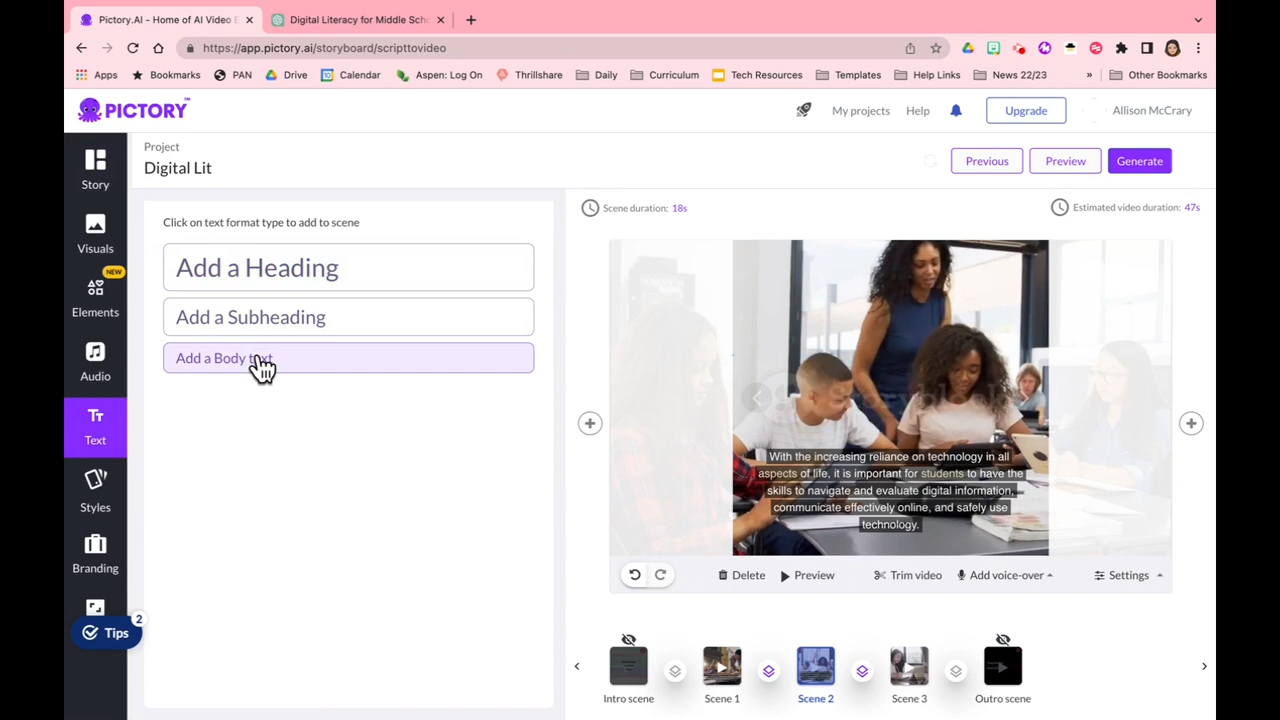 Pictory.AI - Home of AI Video E
Digital Literacy for Middle Scho
https://app.pictory.ai/storyboard/scripttovideo
Apps
Bookmarks
PAN
Drive
Calendar
Aspen: Log On
Thrillshare
Daily
Curriculum
Tech Resources
Templates
Help Links
News 22/23
»
Other Bookmarks
PICTORY
My projects
Help
Upgrade
Allison McCrary
Project
Digital Lit
Previous
Preview
Generate
Story
Visuals
NEW
Elements
Audio
Text
Styles
Branding
Tips
2
Click on text format type to add to scene
Add a Heading
Add a Subheading
Add a Body text
Scene duration: 18s
Estimated video duration: 47s
With the increasing reliance on technology in all
aspects of life, it is important for students to have the
skills to navigate and evaluate digital information,
communicate effectively online, and safely use
technology.
Delete
Preview
Trim video
Add voice-over
Settings
Intro scene
Scene 1
Scene 2
Scene 3
Outro scene